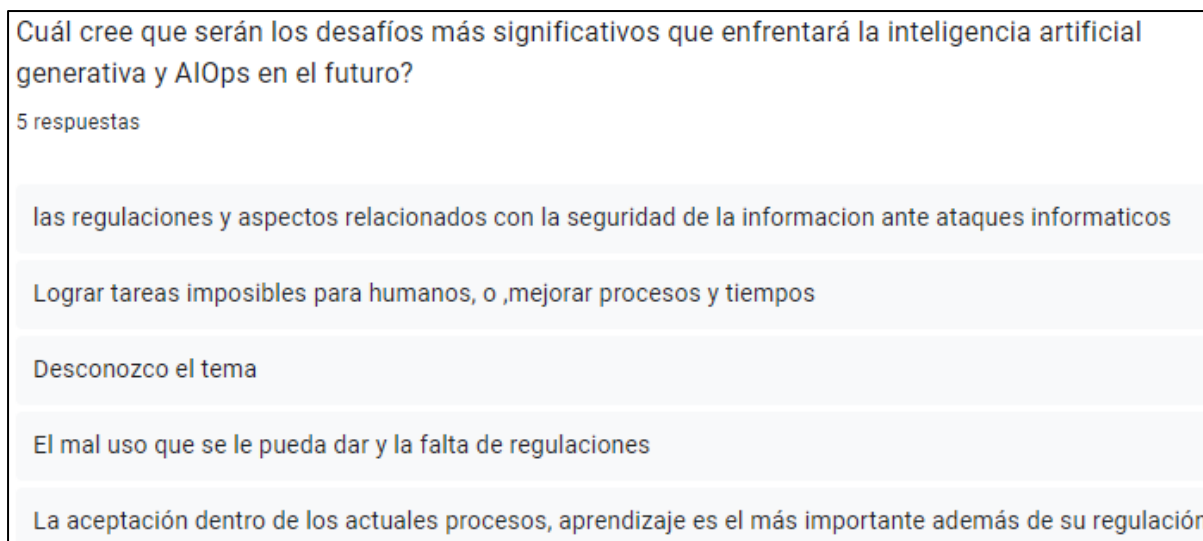 Cuál cree que serán los desafíos más significativos que enfrentará la inteligencia artificial
generativa y AIOps en el futuro?
5 respuestas
las regulaciones y aspectos relacionados con la seguridad de la informacion ante ataques informaticos
Lograr tareas imposibles para humanos, o ,mejorar procesos y tiempos
Desconozco el tema
El mal uso que se le pueda dar y la falta de regulaciones
La aceptación dentro de los actuales procesos, aprendizaje es el más importante además de su regulación